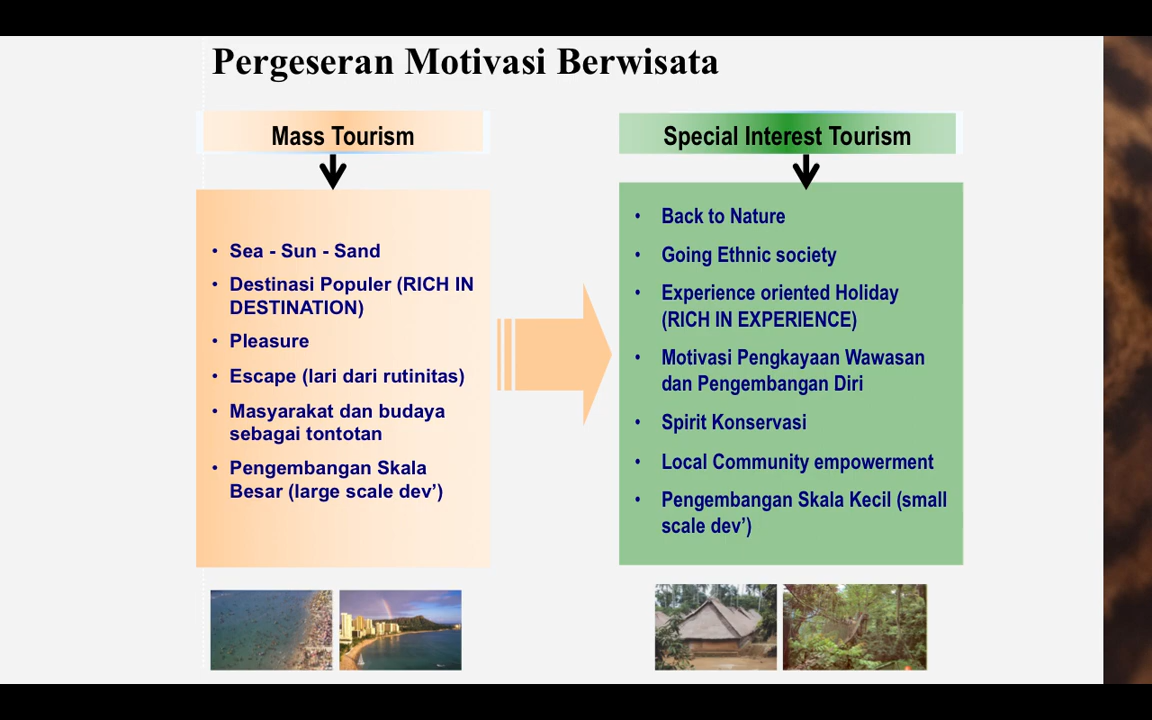 Pergeseran Motivasi Berwisata
Mass Tourism
• Sea - Sun - Sand
• Destinasi Populer (RICH IN
DESTINATION)
• Pleasure
• Escape (lari dari rutinitas)
• Masyarakat dan budaya
sebagai tontotan
• Pengembangan Skala
Besar (large scale dev’)
Special Interest Tourism
• Back to Nature
• Going Ethnic society
• Experience oriented Holiday
(RICH IN EXPERIENCE)
• Motivasi Pengkayaan Wawasan
dan Pengembangan Diri
• Spirit Konservasi
• Local Community empowerment
• Pengembangan Skala Kecil (small
scale dev’)